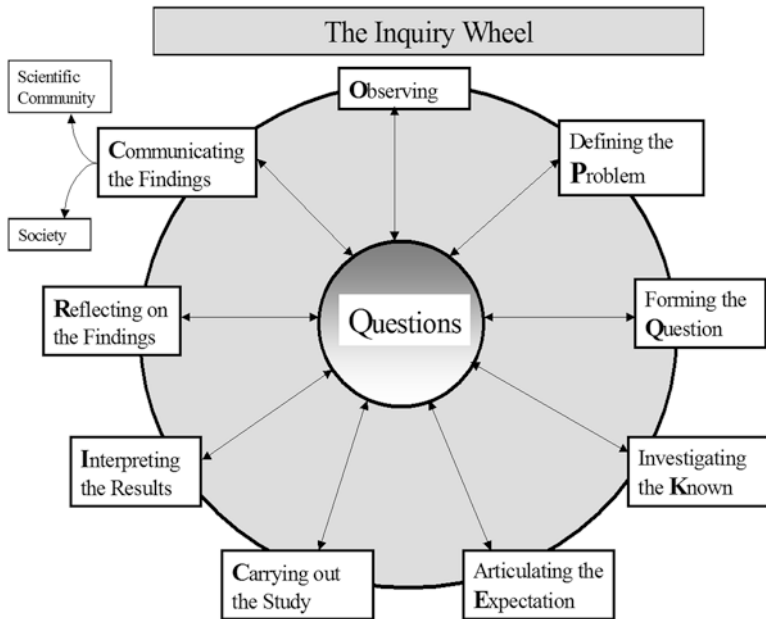 The Inquiry Wheel
Scientific
Community
Observing
Communicating
the Findings
Defining the
Problem
Society
Reflecting on
the Findings
Questions
Forming the
Question
Interpreting
the Results
Investigating
the Known
Carrying out
the Study
Articulating the
Expectation